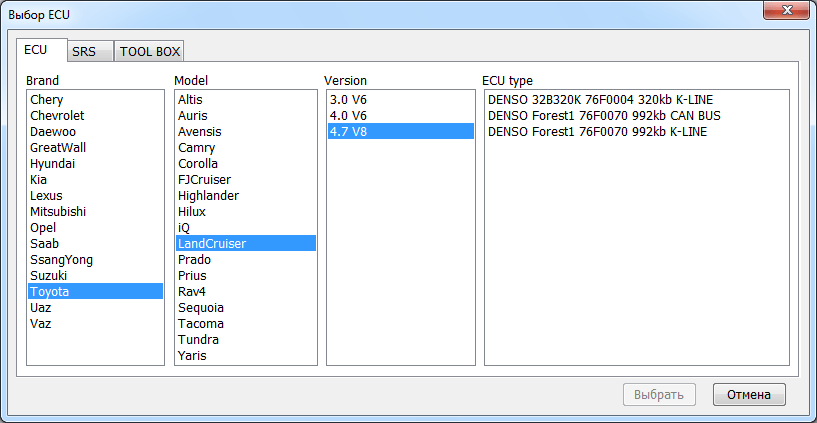 Выбор ECU
ECU SRS TOOL BOX
Brand
Chery
Chevrolet
Daewoo
GreatWall
Hyundai
Kia
Lexus
Mitsubishi
Opel
Saab
SsangYong
Suzuki
Toyota
Uaz
Vaz
Model
Altis
Auris
Avensis
Camry
Corolla
FJCruiser
Highlander
Hilux
iQ
LandCruiser
Prado
Prius
Rav4
Sequoia
Tacoma
Tundra
Yaris
Version
3.0 V6
4.0 V6
4.7 V8
ECU type
DENSO 32B320K 76F0004 320kb K-LINE
DENSO Forest1 76F0070 992kb CAN BUS
DENSO Forest1 76F0070 992kb K-LINE
Выбрать Отмена